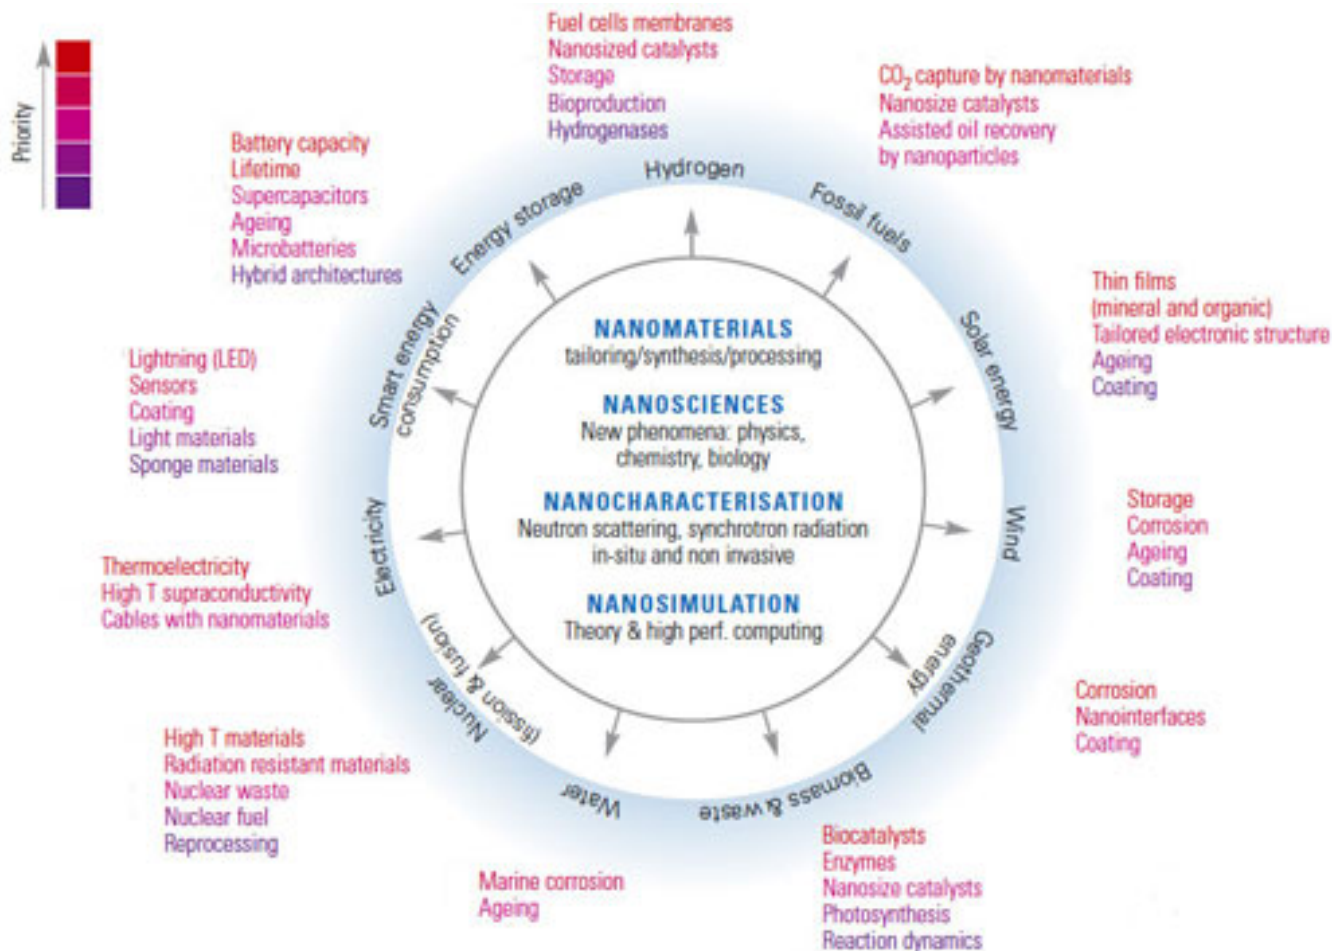 Priority
Fuel cells membranes
Nanosized catalysts
Storage
Bioproduction
Hydrogenases
CO₂ capture by nanomaterials
Nanosize catalysts
Assisted oil recovery
by nanoparticles
Battery capacity
Lifetime
Supercapacitors
Ageing
Microbatteries
Hybrid architectures
Hydrogen
Energy storage
Fossil fuels
Thin films
(mineral and organic)
Tailored electronic structure
Ageing
Coating
Smart energy
consumption
Solar energy
NANOMATERIALS
tailoring/synthesis/processing
NANOSCIENCES
New phenomena: physics,
chemistry, biology
NANOCHARACTERISATION
Neutron scattering, synchrotron radiation
in-situ and non invasive
NANOSIMULATION
Theory & high perf. computing
Lightning (LED)
Sensors
Coating
Light materials
Sponge materials
Electricity
Wind
Storage
Corrosion
Ageing
Coating
Thermoelectricity
High T supraconductivity
Cables with nanomaterials
Nuclear
(fission & fusion)
Geothermal
energy
Corrosion
Nanointerfaces
Coating
High T materials
Radiation resistant materials
Nuclear waste
Nuclear fuel
Reprocessing
Water
Biomass & waste
Marine corrosion
Ageing
Biocatalysts
Enzymes
Nanosize catalysts
Photosynthesis
Reaction dynamics